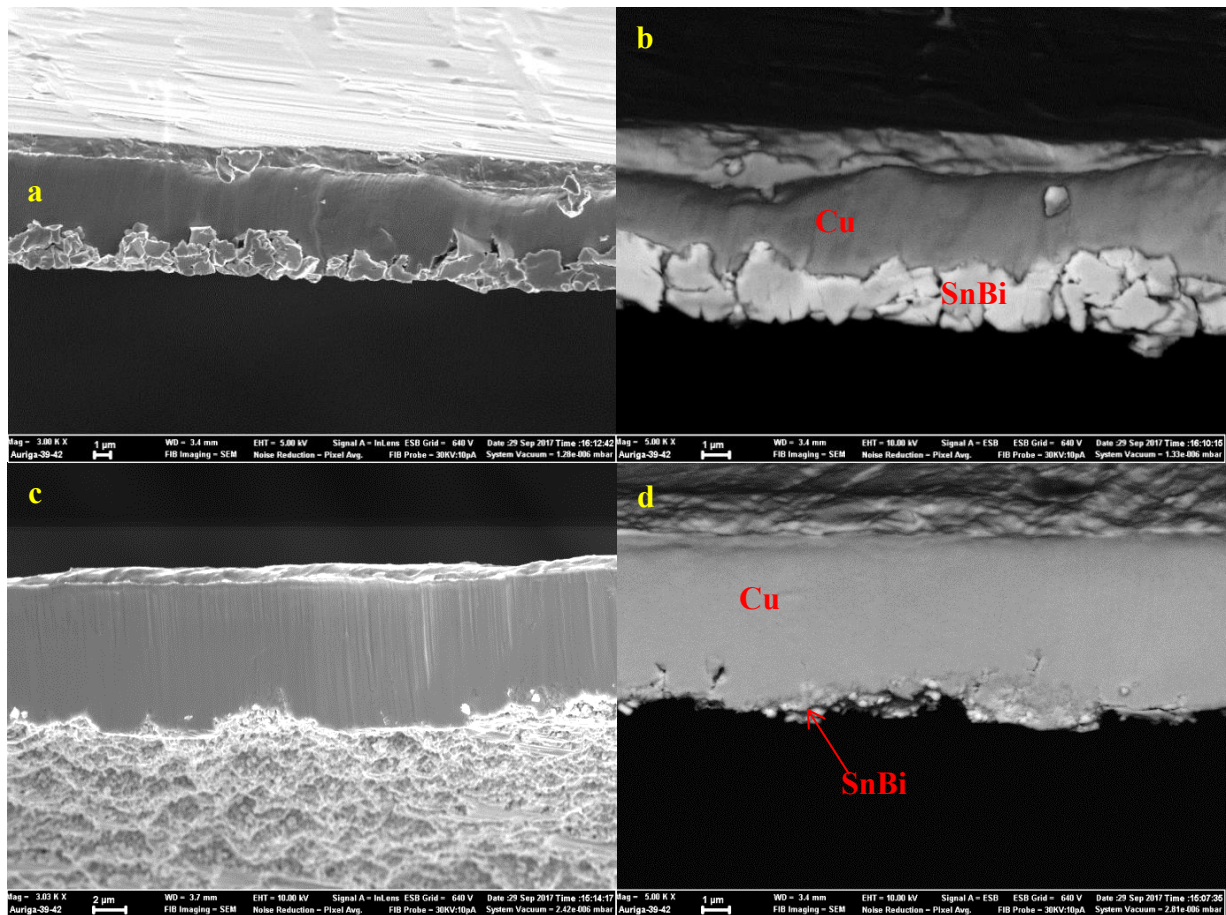 a
Mag = 3.00 K X 1 µm WD = 3.4 mm EHT = 5.00 kV Signal A = InLens ESB Grid = 640 V Date :29 Sep 2017 Time :16:12:42
Auriga-39-42 FIB Imaging = SEM Noise Reduction - Pixel Avg. FIB Probe = 30KV:10pA System Vacuum = 1.28e-006 mbar
b
Cu
SnBi
Mag = 5.00 K X 1 µm WD = 3.4 mm EHT = 10.00 kV Signal A = ESB ESB Grid = 640 V Date :29 Sep 2017 Time :16:10:15
Auriga-39-42 FIB Imaging = SEM Noise Reduction - Pixel Avg. FIB Probe = 30KV:10pA System Vacuum = 1.33e-006 mbar
c
Mag = 3.03 K X 2 µm WD = 3.7 mm EHT = 10.00 kV Signal A = InLens ESB Grid = 640 V Date :29 Sep 2017 Time :15:14:17
Auriga-39-42 FIB Imaging = SEM Noise Reduction - Pixel Avg. FIB Probe = 30KV:10pA System Vacuum = 2.42e-006 mbar
d
Cu
SnBi
Mag = 5.00 K X 1 µm WD = 3.4 mm EHT = 10.00 kV Signal A = ESB ESB Grid = 640 V Date :29 Sep 2017 Time :15:07:38
Auriga-39-42 FIB Imaging = SEM Noise Reduction - Pixel Avg. FIB Probe = 30KV:10pA System Vacuum = 2.81e-006 mbar